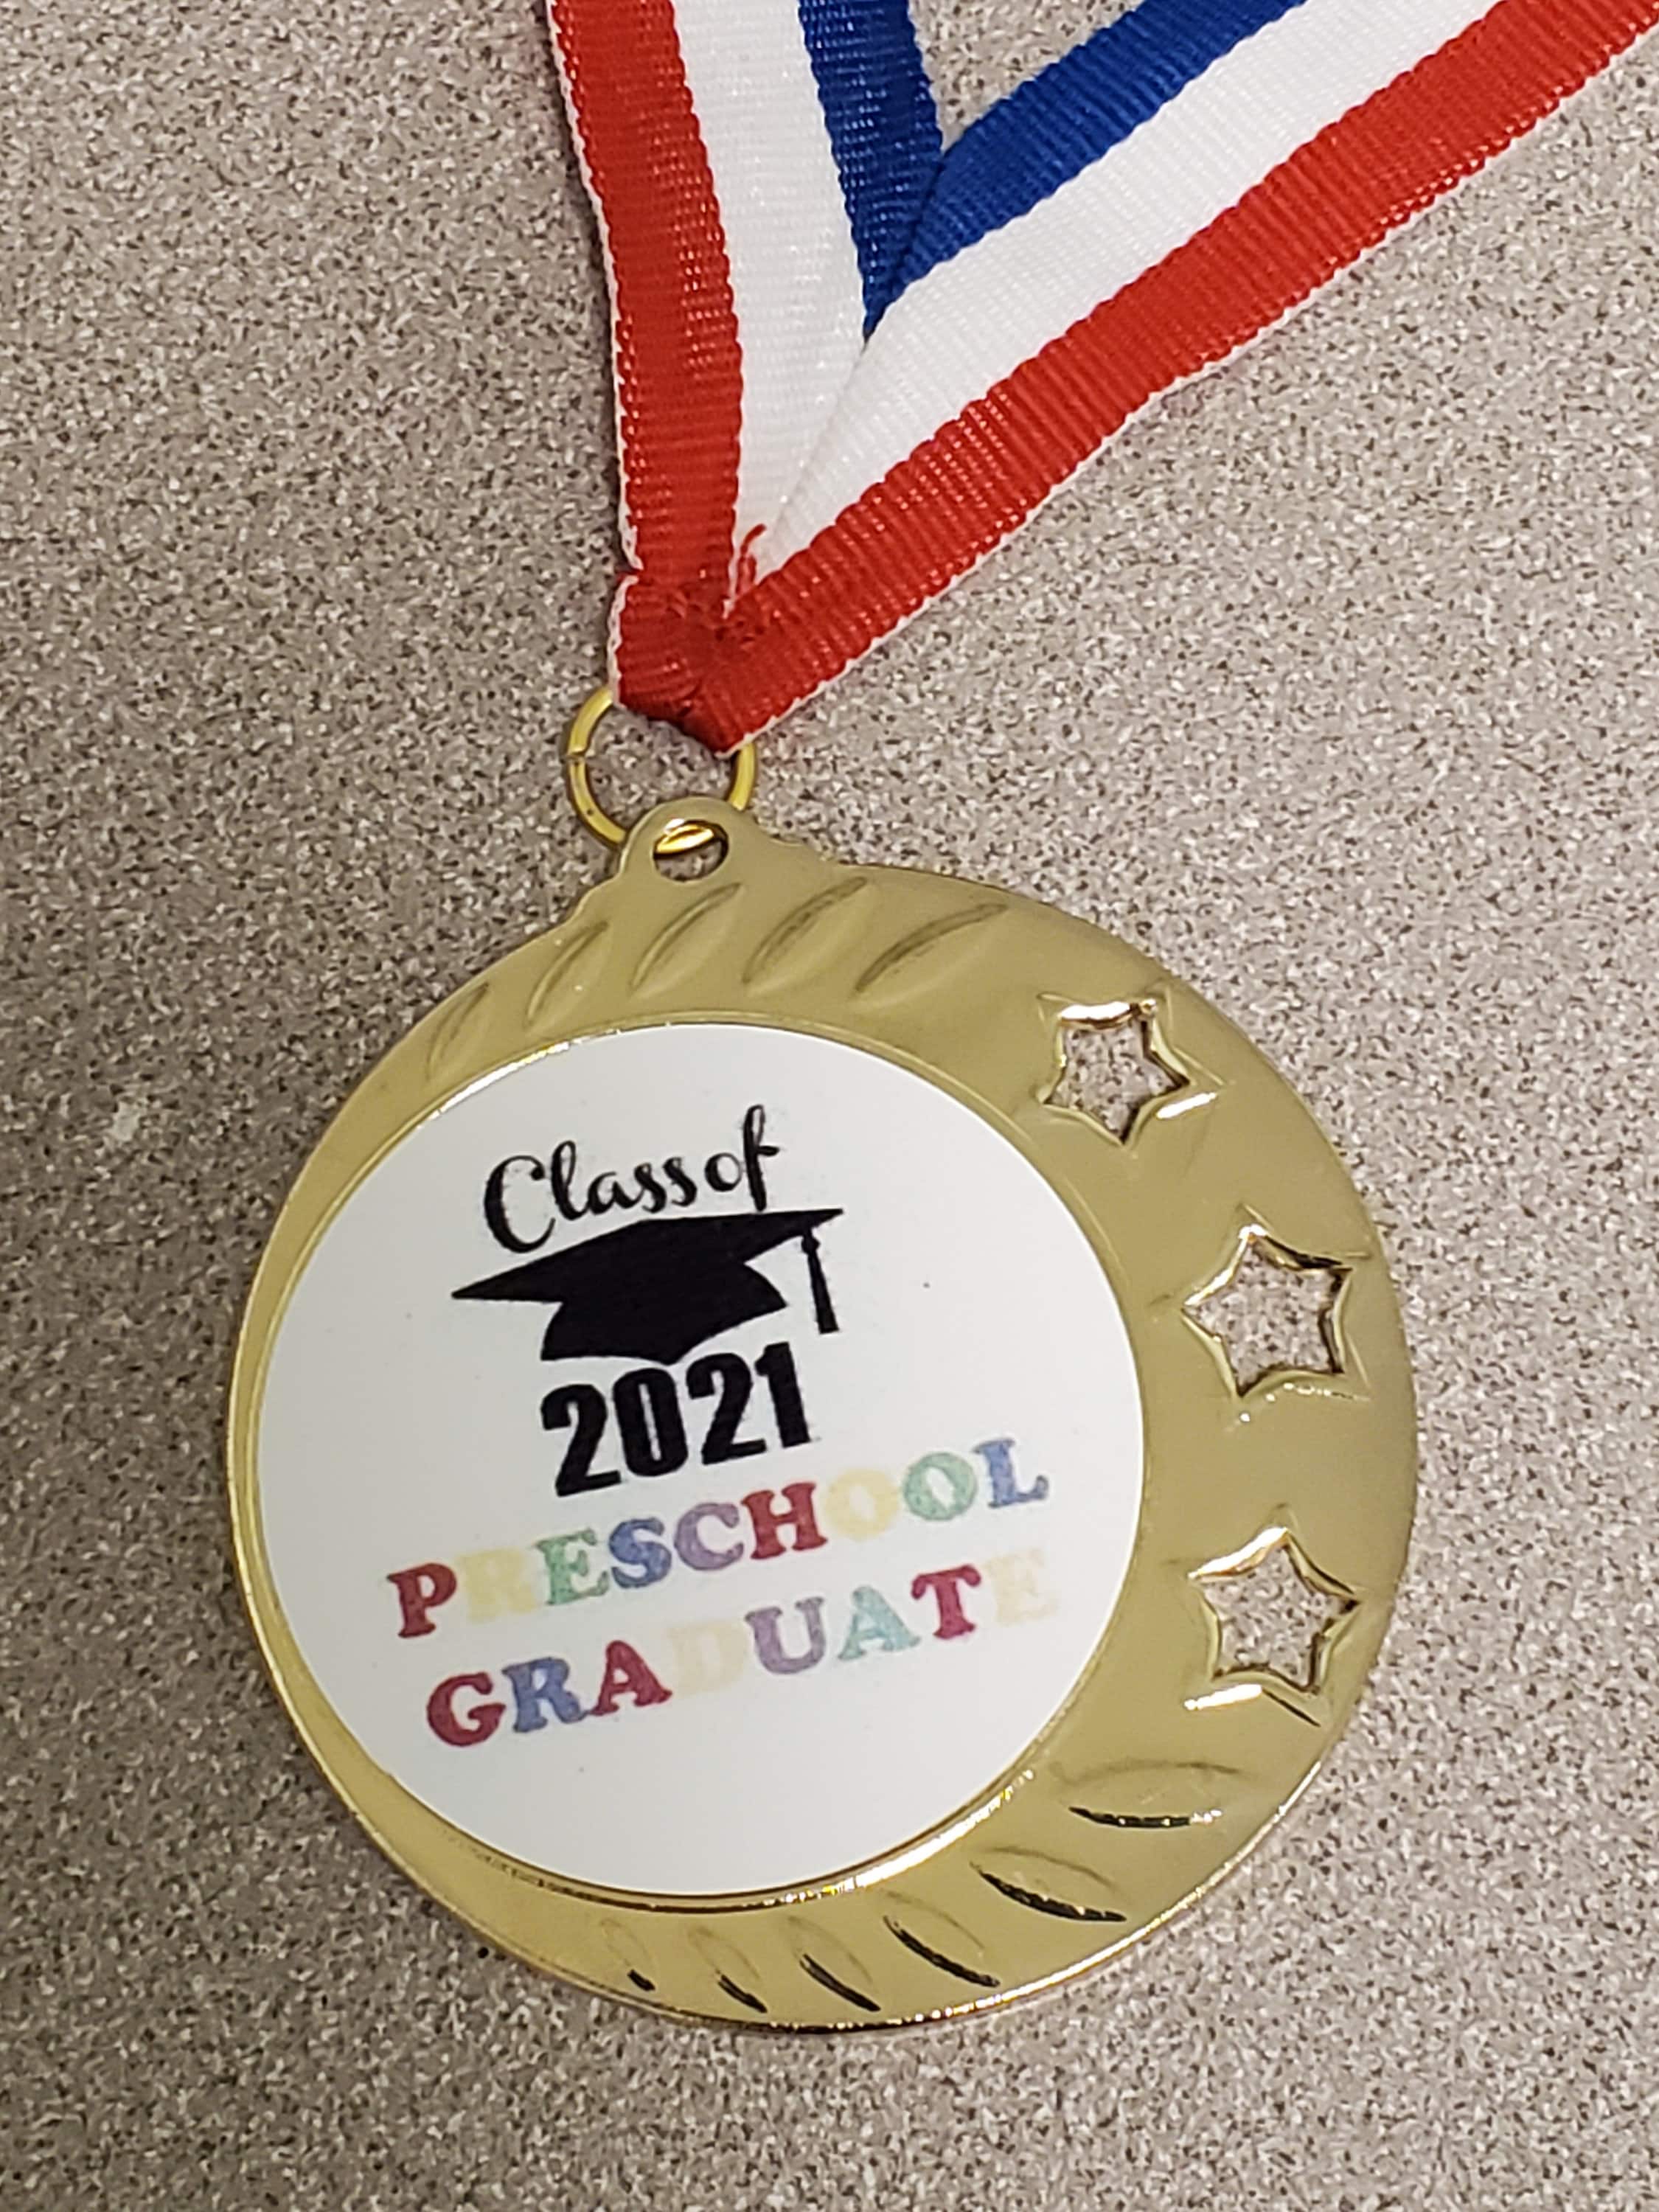 Class of
2021
PRESCHOOL
GRADUATE